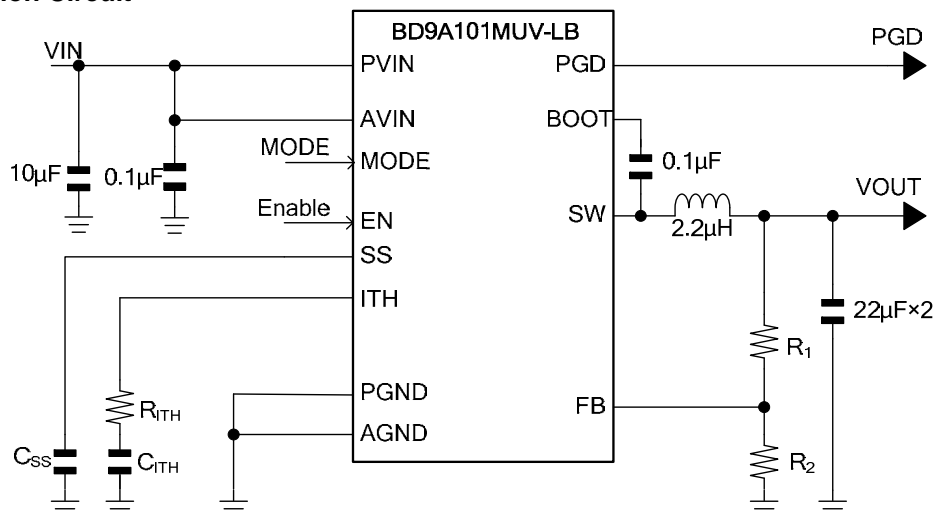 BD9A101MUV-LB
VIN
PVIN
PGD
PGD
AVIN
BOOT
MODE
MODE
10µF
0.1µF
0.1µF
VOUT
Enable
EN
SW
2.2µH
SS
ITH
22µF×2
R1
PGND
FB
RITH
AGND
CSS
CITH
R2